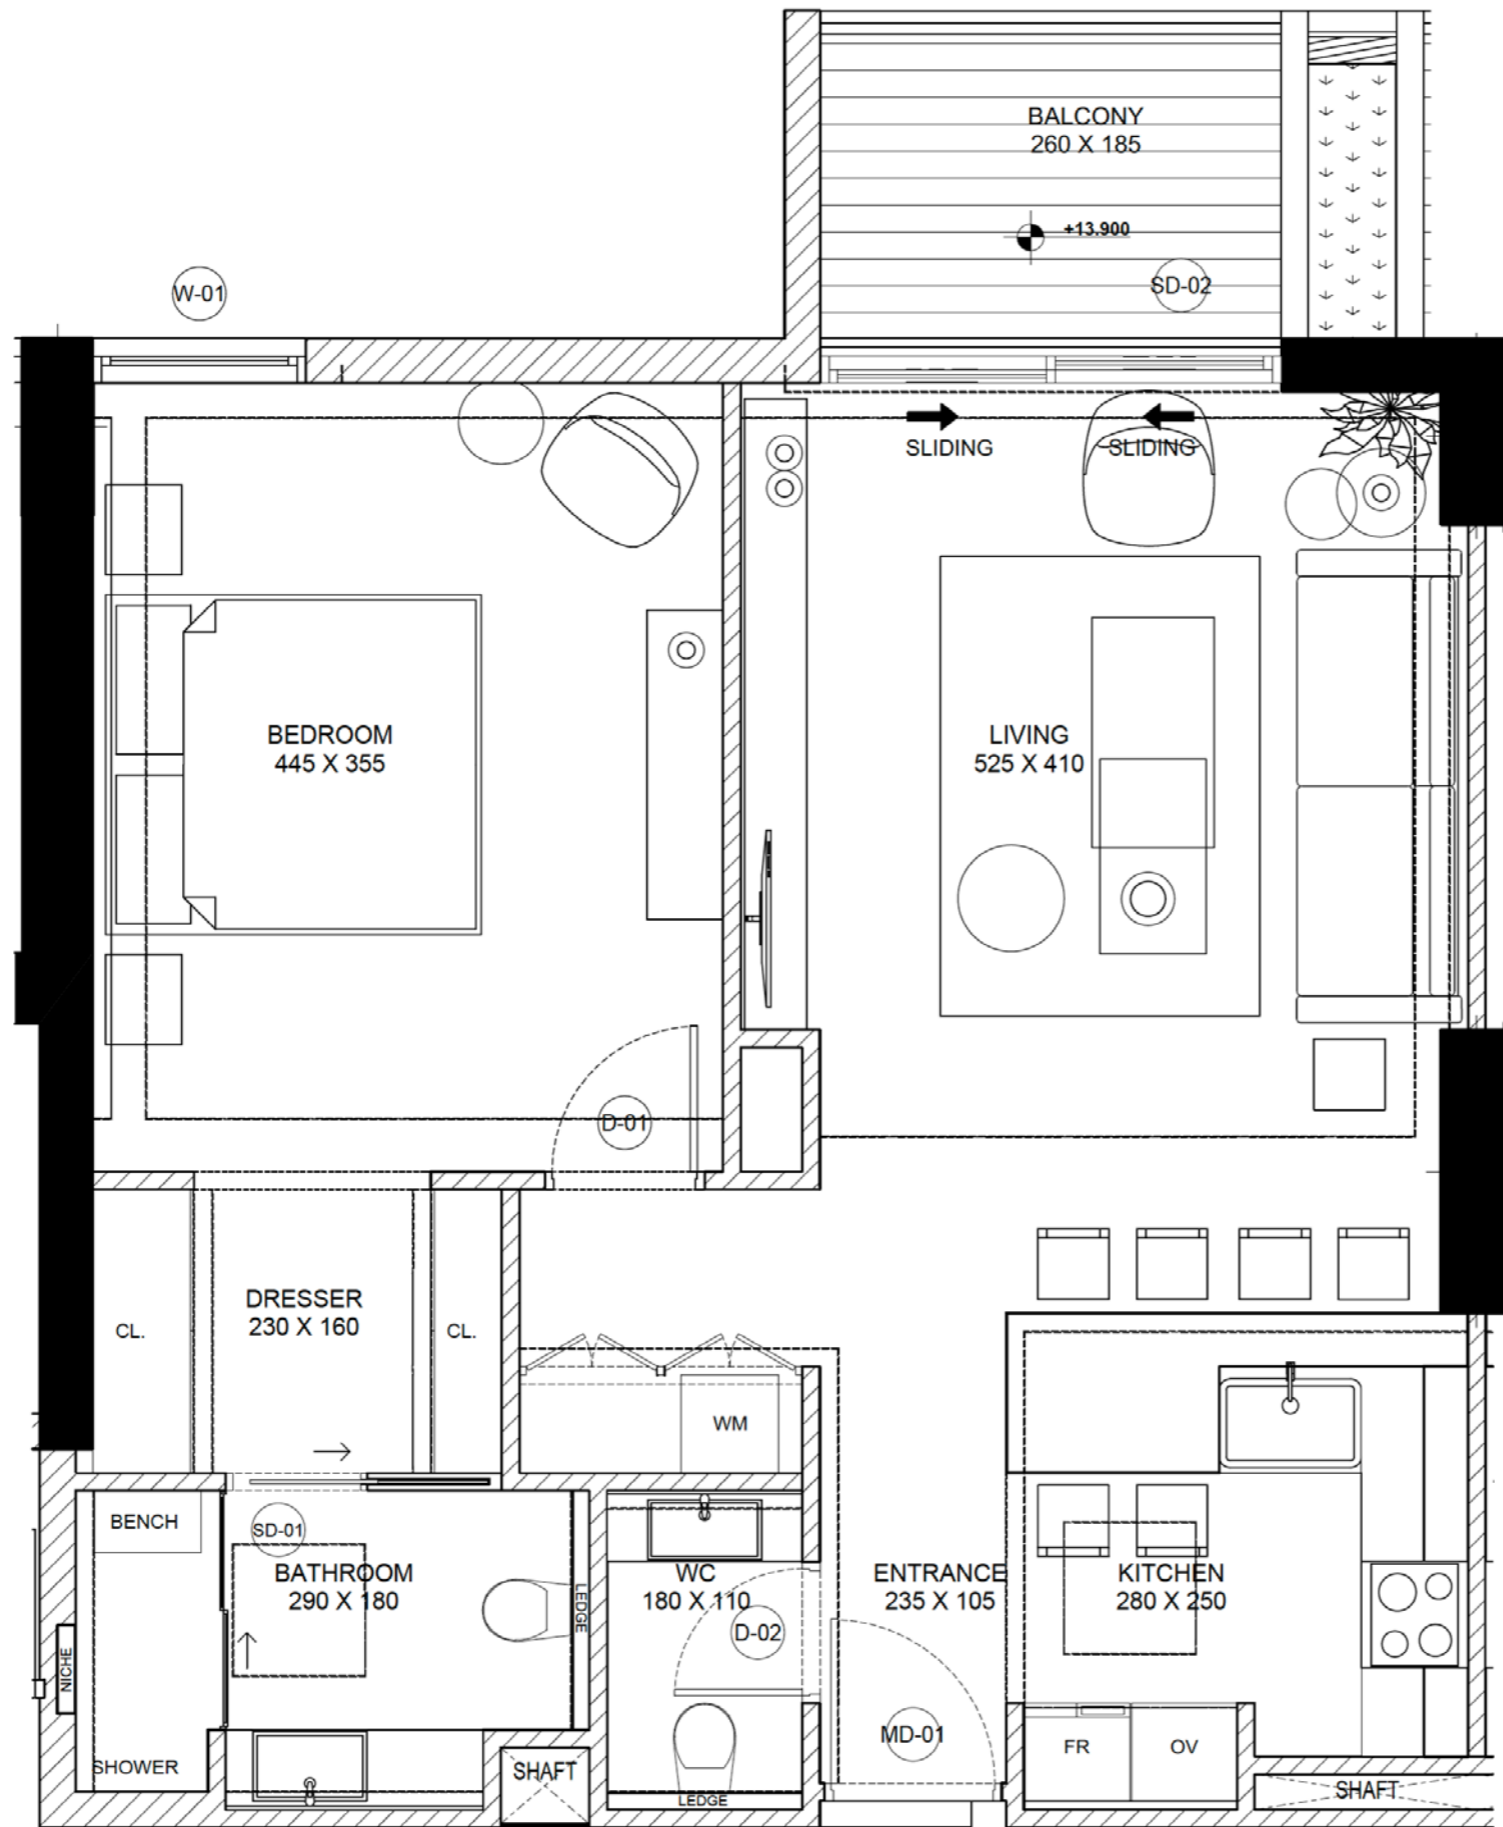 BALCONY
260 X 185
+13.900
W-01
SD-02
SLIDING
SLIDING
BEDROOM
445 X 355
LIVING
525 X 410
D-01
DRESSER
230 X 160
CL.
CL.
WM
BENCH
SD-01
BATHROOM
290 X 180
LEDGE
WC
180 X 110
D-02
ENTRANCE
235 X 105
KITCHEN
280 X 250
NICHE
MD-01
SHOWER
SHAFT
LEDGE
FR
OV
SHAFT